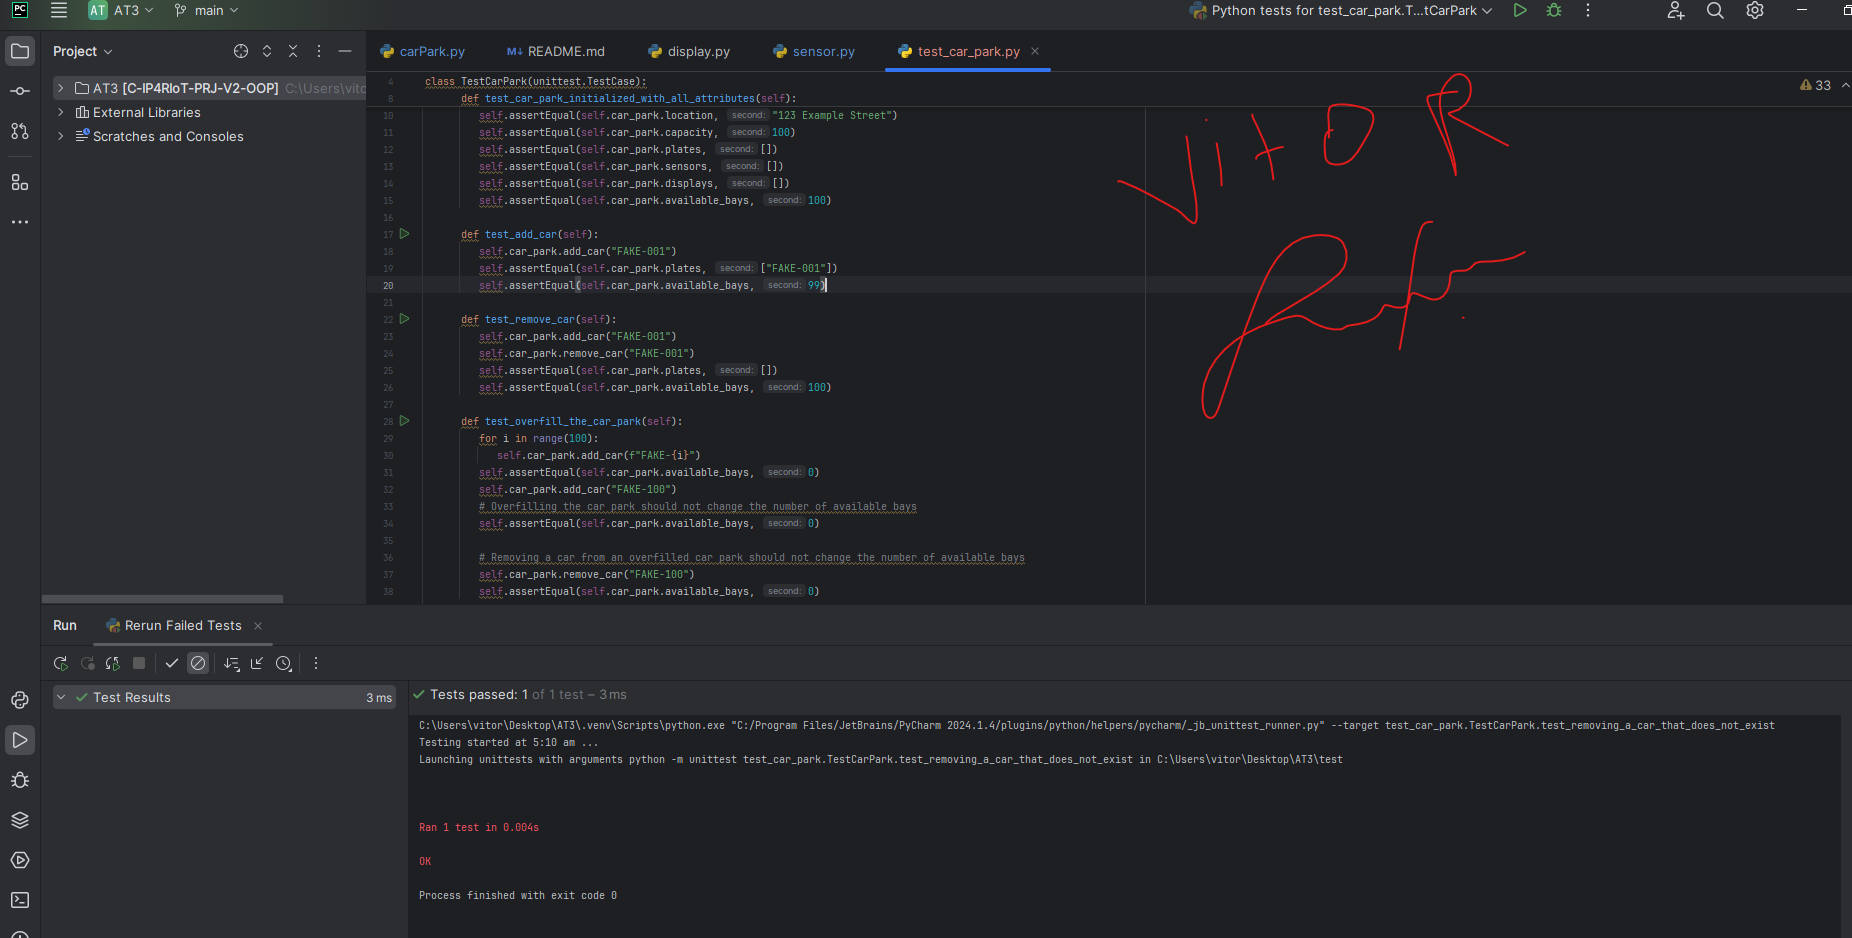 PC AT AT3 main Python tests for test_car_park.T...tCarPark
Project
carPark.py README.md display.py sensor.py test_car_park.py
AT3 [C-IP4RIoT-PRJ-V2-OOP] C:\Users\vito
External Libraries
Scratches and Consoles
33
4 class TestCarPark(unittest.TestCase):
8 def test_car_park_initialized_with_all_attributes(self):
10 self.assertEqual(self.car_park.location, second: "123 Example Street")
11 self.assertEqual(self.car_park.capacity, second: 100)
12 self.assertEqual(self.car_park.plates, second: [])
13 self.assertEqual(self.car_park.sensors, second: [])
14 self.assertEqual(self.car_park.displays, second: [])
15 self.assertEqual(self.car_park.available_bays, second: 100)
16
17 def test_add_car(self):
18 self.car_park.add_car("FAKE-001")
19 self.assertEqual(self.car_park.plates, second: ["FAKE-001"])
20 self.assertEqual(self.car_park.available_bays, second: 99)
21
22 def test_remove_car(self):
23 self.car_park.add_car("FAKE-001")
24 self.car_park.remove_car("FAKE-001")
25 self.assertEqual(self.car_park.plates, second: [])
26 self.assertEqual(self.car_park.available_bays, second: 100)
27
28 def test_overfill_the_car_park(self):
29 for i in range(100):
30 self.car_park.add_car(f"FAKE-{i}")
31 self.assertEqual(self.car_park.available_bays, second: 0)
32 self.car_park.add_car("FAKE-100")
33 # Overfilling the car park should not change the number of available bays
34 self.assertEqual(self.car_park.available_bays, second: 0)
35
36 # Removing a car from an overfilled car park should not change the number of available bays
37 self.car_park.remove_car("FAKE-100")
38 self.assertEqual(self.car_park.available_bays, second: 0)
VitOR
Run Rerun Failed Tests
Test Results 3 ms
Tests passed: 1 of 1 test – 3 ms
C:\Users\vitor\Desktop\AT3\.venv\Scripts\python.exe "C:/Program Files/JetBrains/PyCharm 2024.1.4/plugins/python/helpers/pycharm/_jb_unittest_runner.py" --target test_car_park.TestCarPark.test_removing_a_car_that_does_not_exist
Testing started at 5:10 am ...
Launching unittests with arguments python -m unittest test_car_park.TestCarPark.test_removing_a_car_that_does_not_exist in C:\Users\vitor\Desktop\AT3\test
Ran 1 test in 0.004s
OK
Process finished with exit code 0